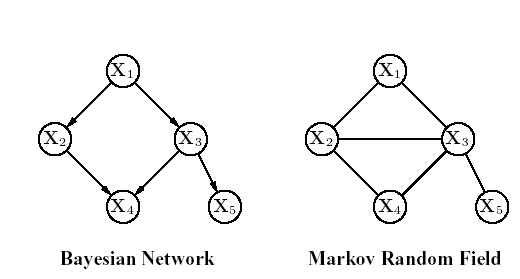 X1 X1
X2 X3 X2 X3
X4 X5 X4 X5
Bayesian Network Markov Random Field